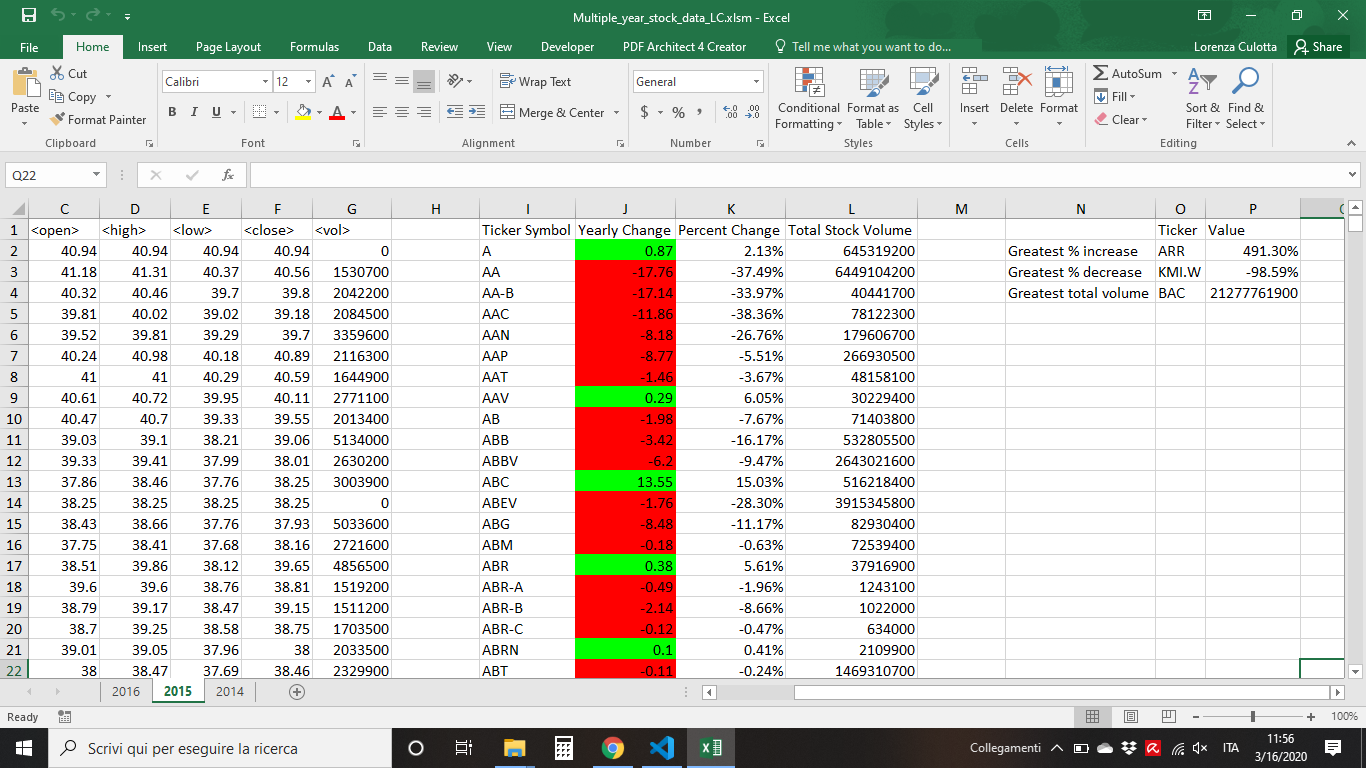 Multiple_year_stock_data_LC.xlsm - Excel
File Home Insert Page Layout Formulas Data Review View Developer PDF Architect 4 Creator Tell me what you want to do... Lorenza Culotta Share
Paste Cut Copy Format Painter
Calibri 12 B I U A A A
Wrap Text Merge & Center
General $ % , .00 .0
Conditional Formatting Format as Table Cell Styles
Insert Delete Format
AutoSum Fill Clear Sort & Filter Find & Select
Clipboard Font Alignment Number Styles Cells Editing
Q22 fx
C D E F G H I J K L M N O P
1 <open> <high> <low> <close> <vol> Ticker Symbol Yearly Change Percent Change Total Stock Volume Ticker Value
2 40.94 40.94 40.94 40.94 0 A 0.87 2.13% 645319200 Greatest % increase ARR 491.30%
3 41.18 41.31 40.37 40.56 1530700 AA -17.76 -37.49% 6449104200 Greatest % decrease KMI.W -98.59%
4 40.32 40.46 39.7 39.8 2042200 AA-B -17.14 -33.97% 40441700 Greatest total volume BAC 21277761900
5 39.81 40.02 39.02 39.18 2084500 AAC -11.86 -38.36% 78122300
6 39.52 39.81 39.29 39.7 3359600 AAN -8.18 -26.76% 179606700
7 40.24 40.98 40.18 40.89 2116300 AAP -8.77 -5.51% 266930500
8 41 41 40.29 40.59 1644900 AAT -1.46 -3.67% 48158100
9 40.61 40.72 39.95 40.11 2771100 AAV 0.29 6.05% 30229400
10 40.47 40.7 39.33 39.55 2013400 AB -1.98 -7.67% 71403800
11 39.03 39.1 38.21 39.06 5134000 ABB -3.42 -16.17% 532805500
12 39.33 39.41 37.99 38.01 2630200 ABBV -6.2 -9.47% 2643021600
13 37.86 38.46 37.76 38.25 3003900 ABC 13.55 15.03% 516218400
14 38.25 38.25 38.25 38.25 0 ABEV -1.76 -28.30% 3915345800
15 38.43 38.66 37.76 37.93 5033600 ABG -8.48 -11.17% 82930400
16 37.75 38.41 37.68 38.16 2721600 ABM -0.18 -0.63% 72539400
17 38.51 39.86 38.12 39.65 4856500 ABR 0.38 5.61% 37916900
18 39.6 39.6 38.76 38.81 1519200 ABR-A -0.49 -1.96% 1243100
19 38.79 39.17 38.47 39.15 1511200 ABR-B -2.14 -8.66% 1022000
20 38.7 39.25 38.58 38.75 1703500 ABR-C -0.12 -0.47% 634000
21 39.01 39.05 37.96 38 2033500 ABRN 0.1 0.41% 2109900
22 38 38.47 37.69 38.46 2329900 ABT -0.11 -0.24% 1469310700
2016 2015 2014
Ready 100%
Scrivi qui per eseguire la ricerca Collegamenti ITA 11:56
3/16/2020